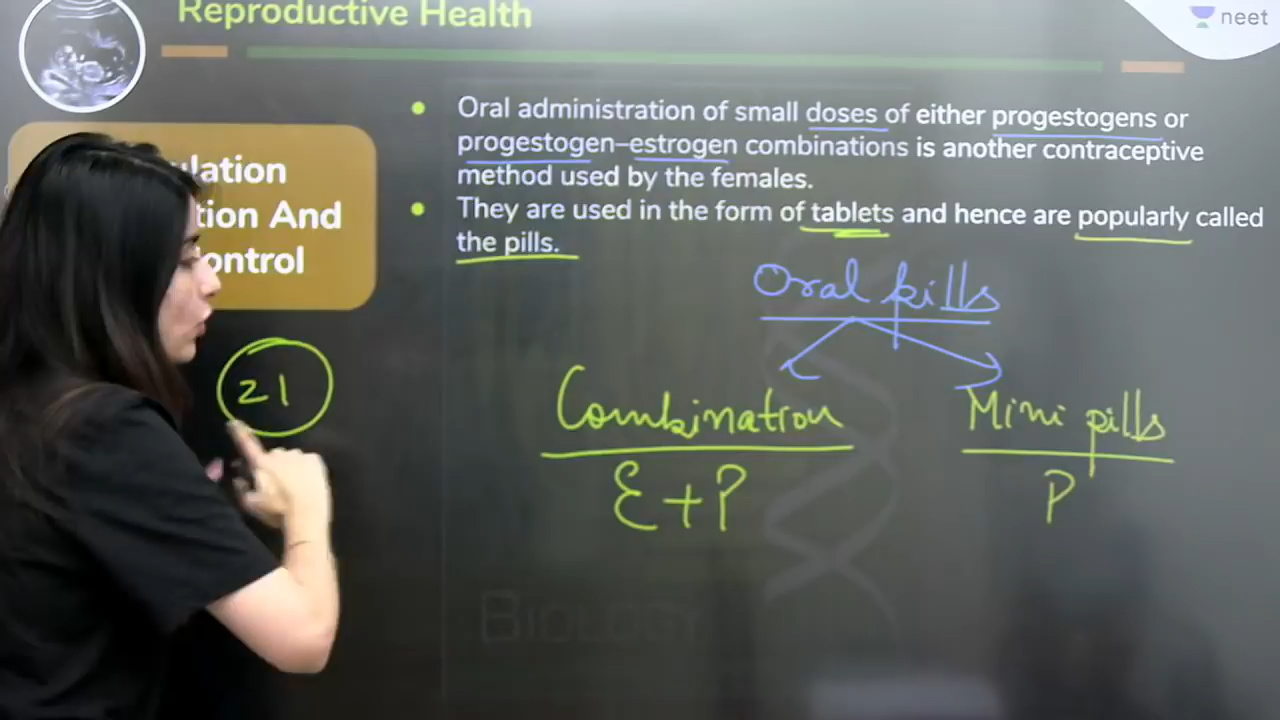 Reproductive Health
neet
Oral administration of small doses of either progestogens or
progestogen–estrogen combinations is another contraceptive
method used by the females.
They are used in the form of tablets and hence are popularly called
the pills.
lation
tion And
ontrol
Oral pills
21
Combination
Mini pills
E+P
P
BIOLOGY